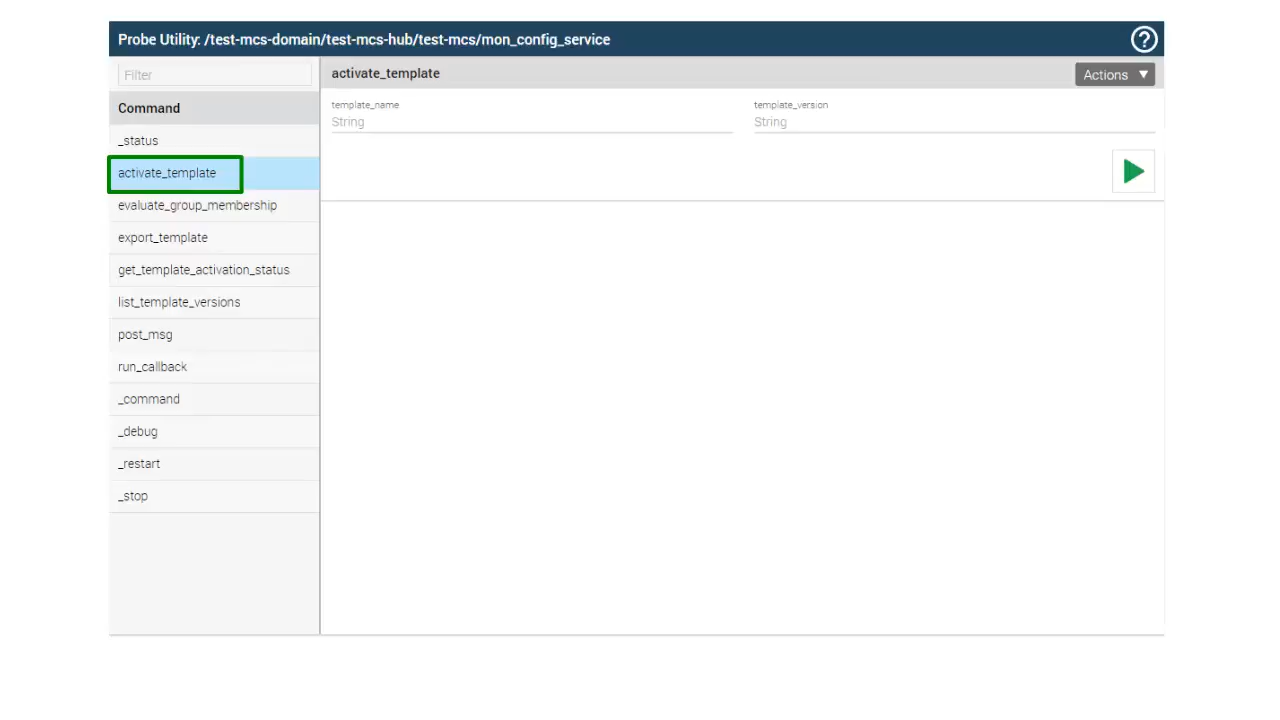 Probe Utility: /test-mcs-domain/test-mcs-hub/test-mcs/mon_config_service
Filter
activate_template
Actions
Command
template_name
template_version
String
String
_status
activate_template
evaluate_group_membership
export_template
get_template_activation_status
list_template_versions
post_msg
run_callback
_command
_debug
_restart
_stop